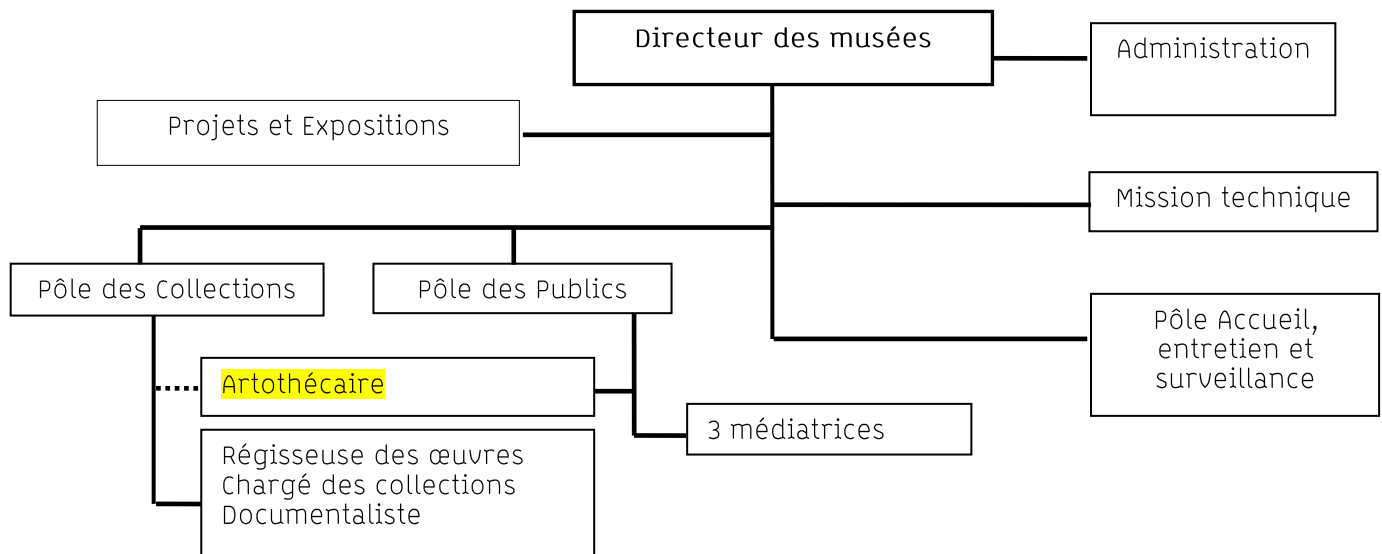 Directeur des musées
Administration
Projets et Expositions
Mission technique
Pôle des Collections
Pôle des Publics
Pôle Accueil,
entretien et
surveillance
Artothécaire
3 médiatrices
Régisseuse des œuvres
Chargé des collections
Documentaliste